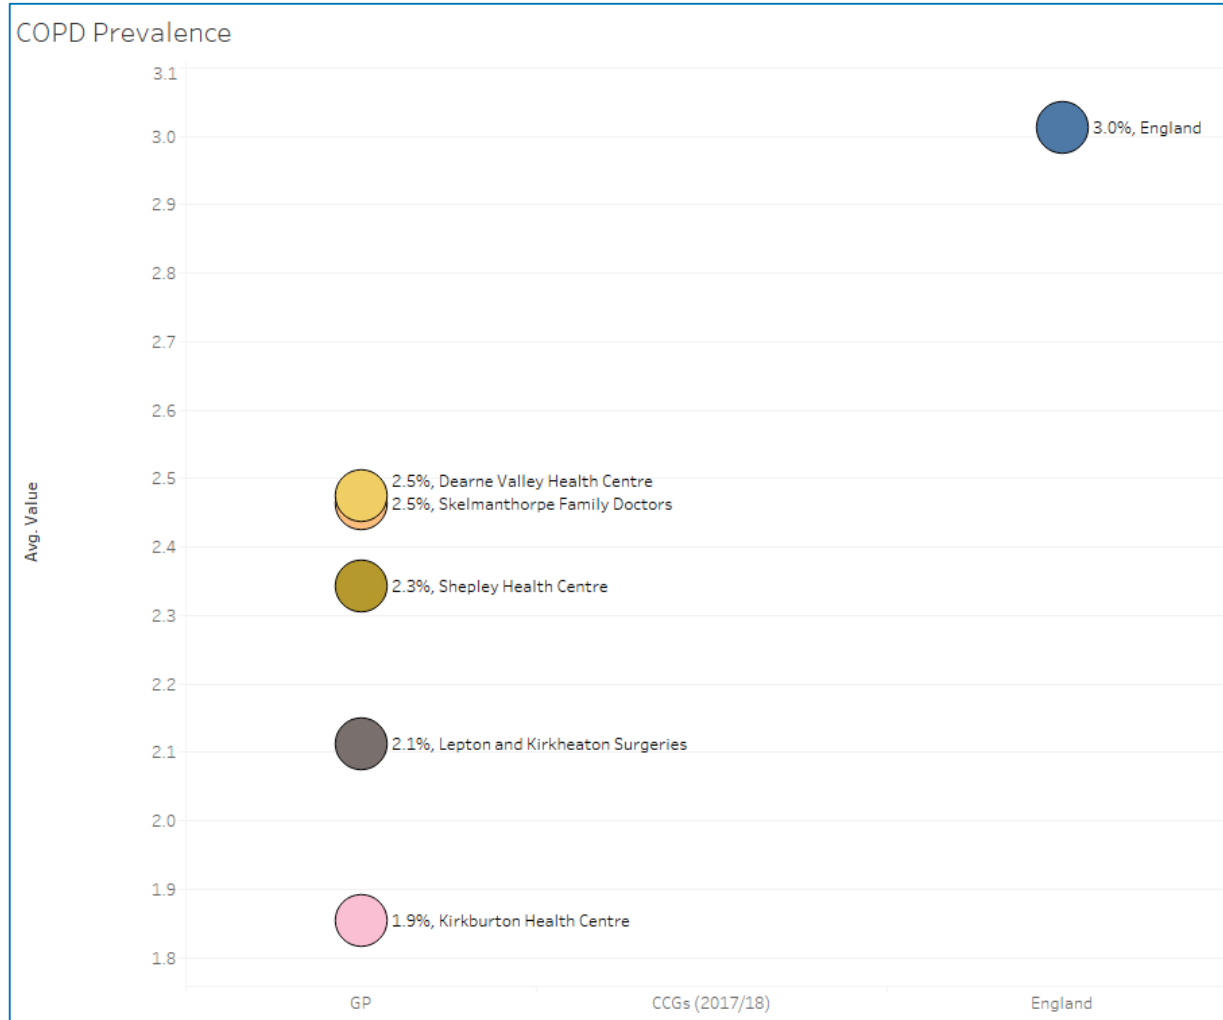 COPD Prevalence
3.1
3.0
2.9
2.8
2.7
2.6
2.5
2.4
2.3
2.2
2.1
2.0
1.9
1.8
Avg. Value
3.0%, England
2.5%, Dearne Valley Health Centre
2.5%, Skelmanthorpe Family Doctors
2.3%, Shepley Health Centre
2.1%, Lepton and Kirkheaton Surgeries
1.9%, Kirkburton Health Centre
GP
CCGs (2017/18)
England